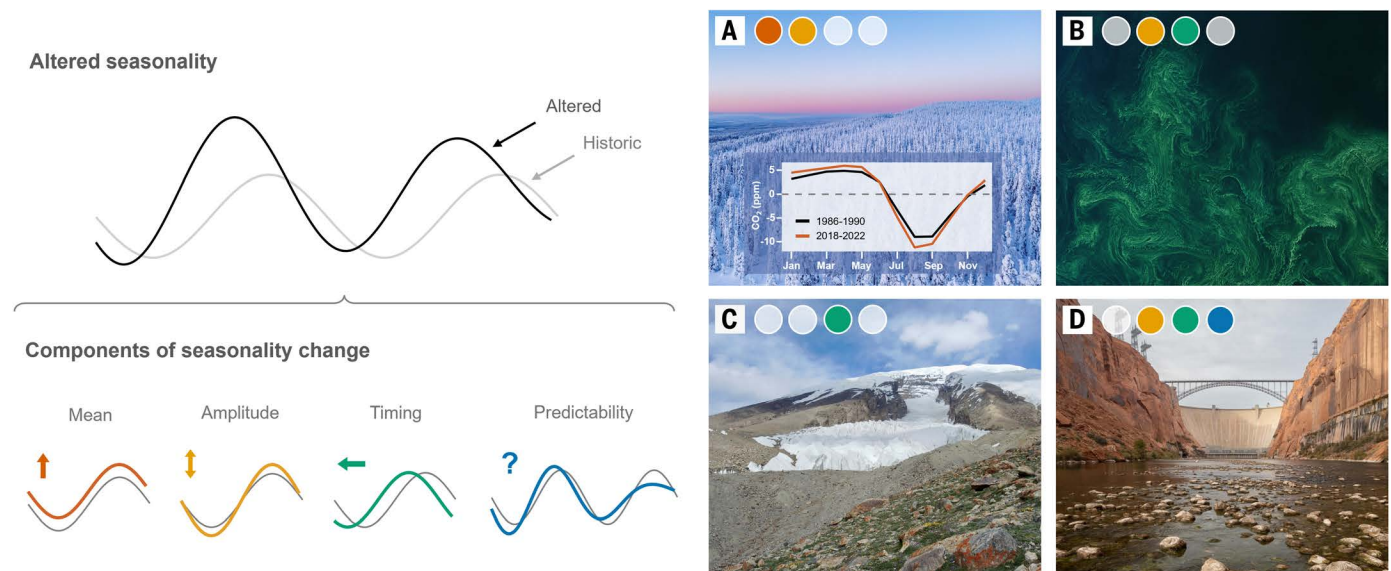 Altered seasonality
Altered
Historic
Components of seasonality change
Mean
Amplitude
Timing
Predictability
?
A
CO₂ (ppm)
5
0
-5
-10
1986-1990
2018-2022
Jan Mar May Jul Sep Nov
B
C
D